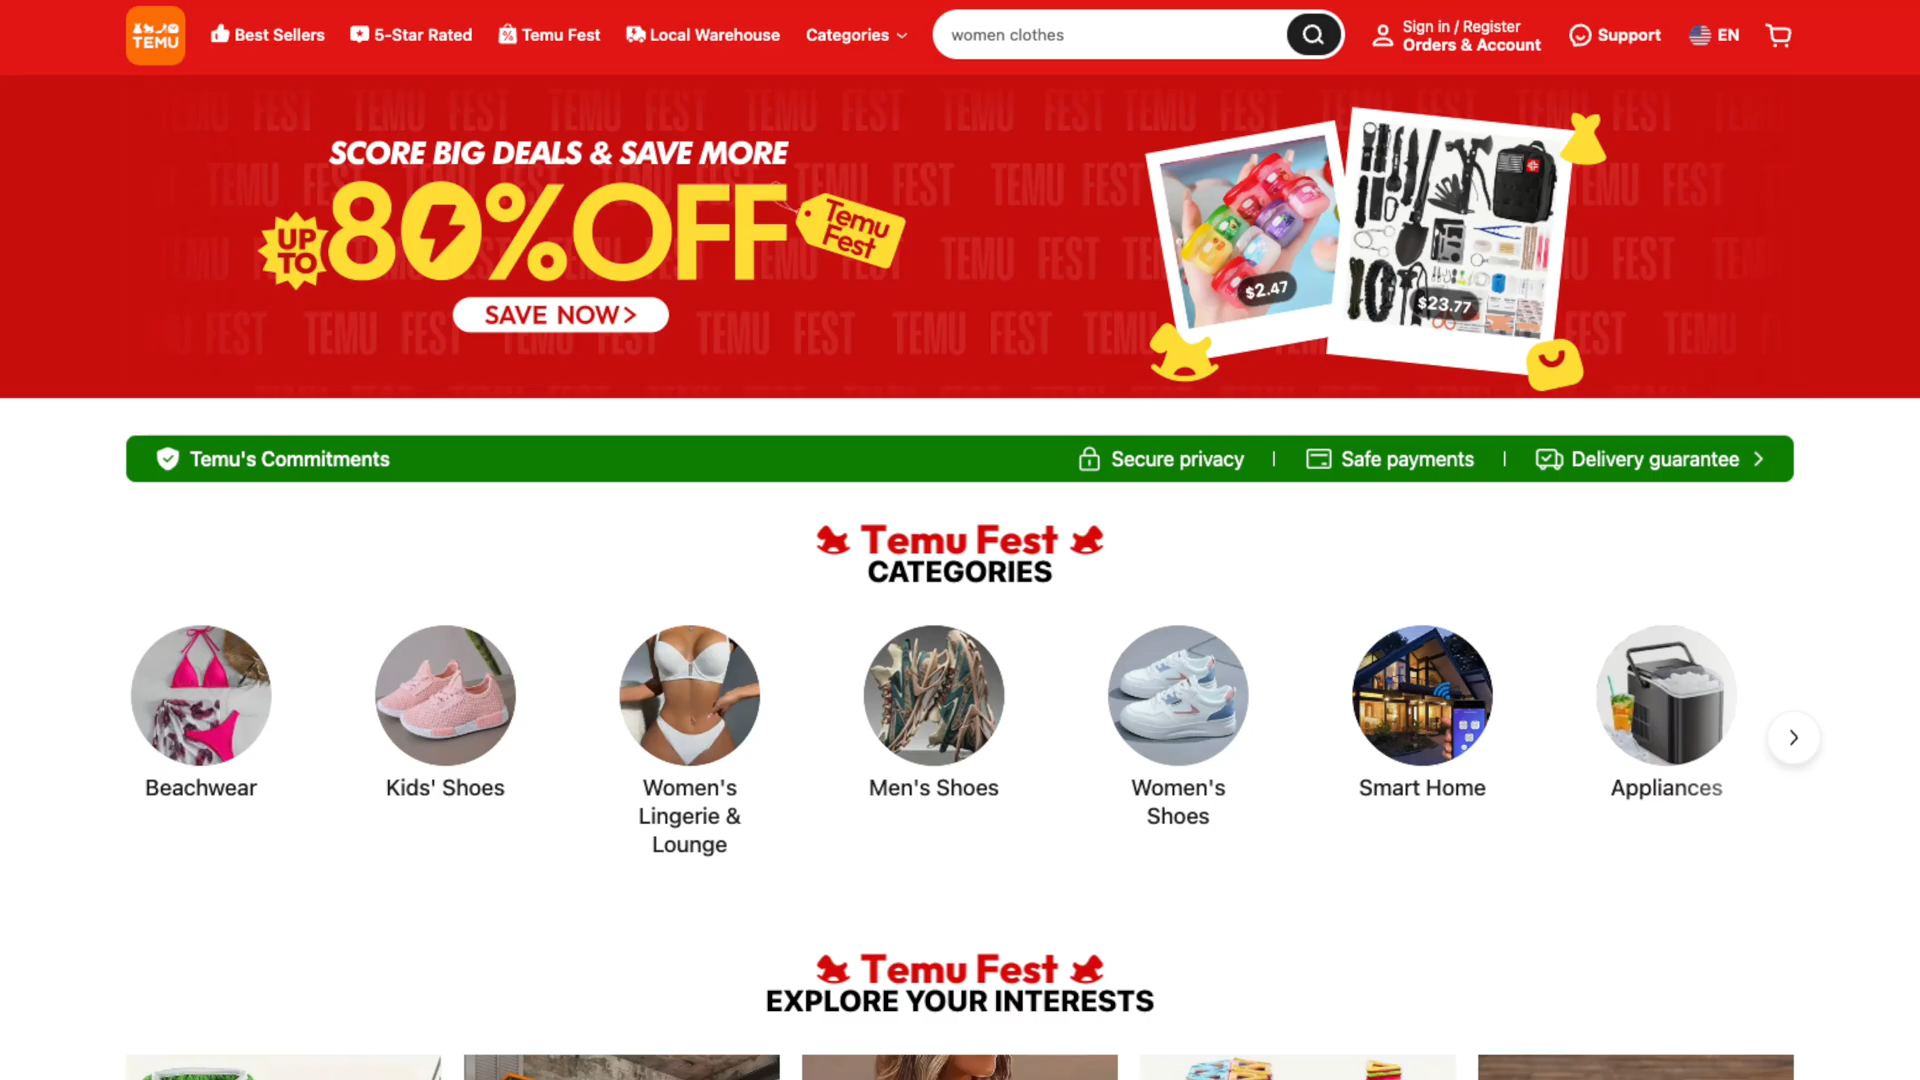 TEMU
Best Sellers
5-Star Rated
Temu Fest
Local Warehouse
Categories
women clothes
Sign in / Register
Orders & Account
Support
EN
SCORE BIG DEALS & SAVE MORE
UP TO
80%OFF
Temu Fest
SAVE NOW>
$2.47
$23.77
Temu's Commitments
Secure privacy
Safe payments
Delivery guarantee
Temu Fest
CATEGORIES
Beachwear
Kids' Shoes
Women's
Lingerie &
Lounge
Men's Shoes
Women's
Shoes
Smart Home
Appliances
Temu Fest
EXPLORE YOUR INTERESTS